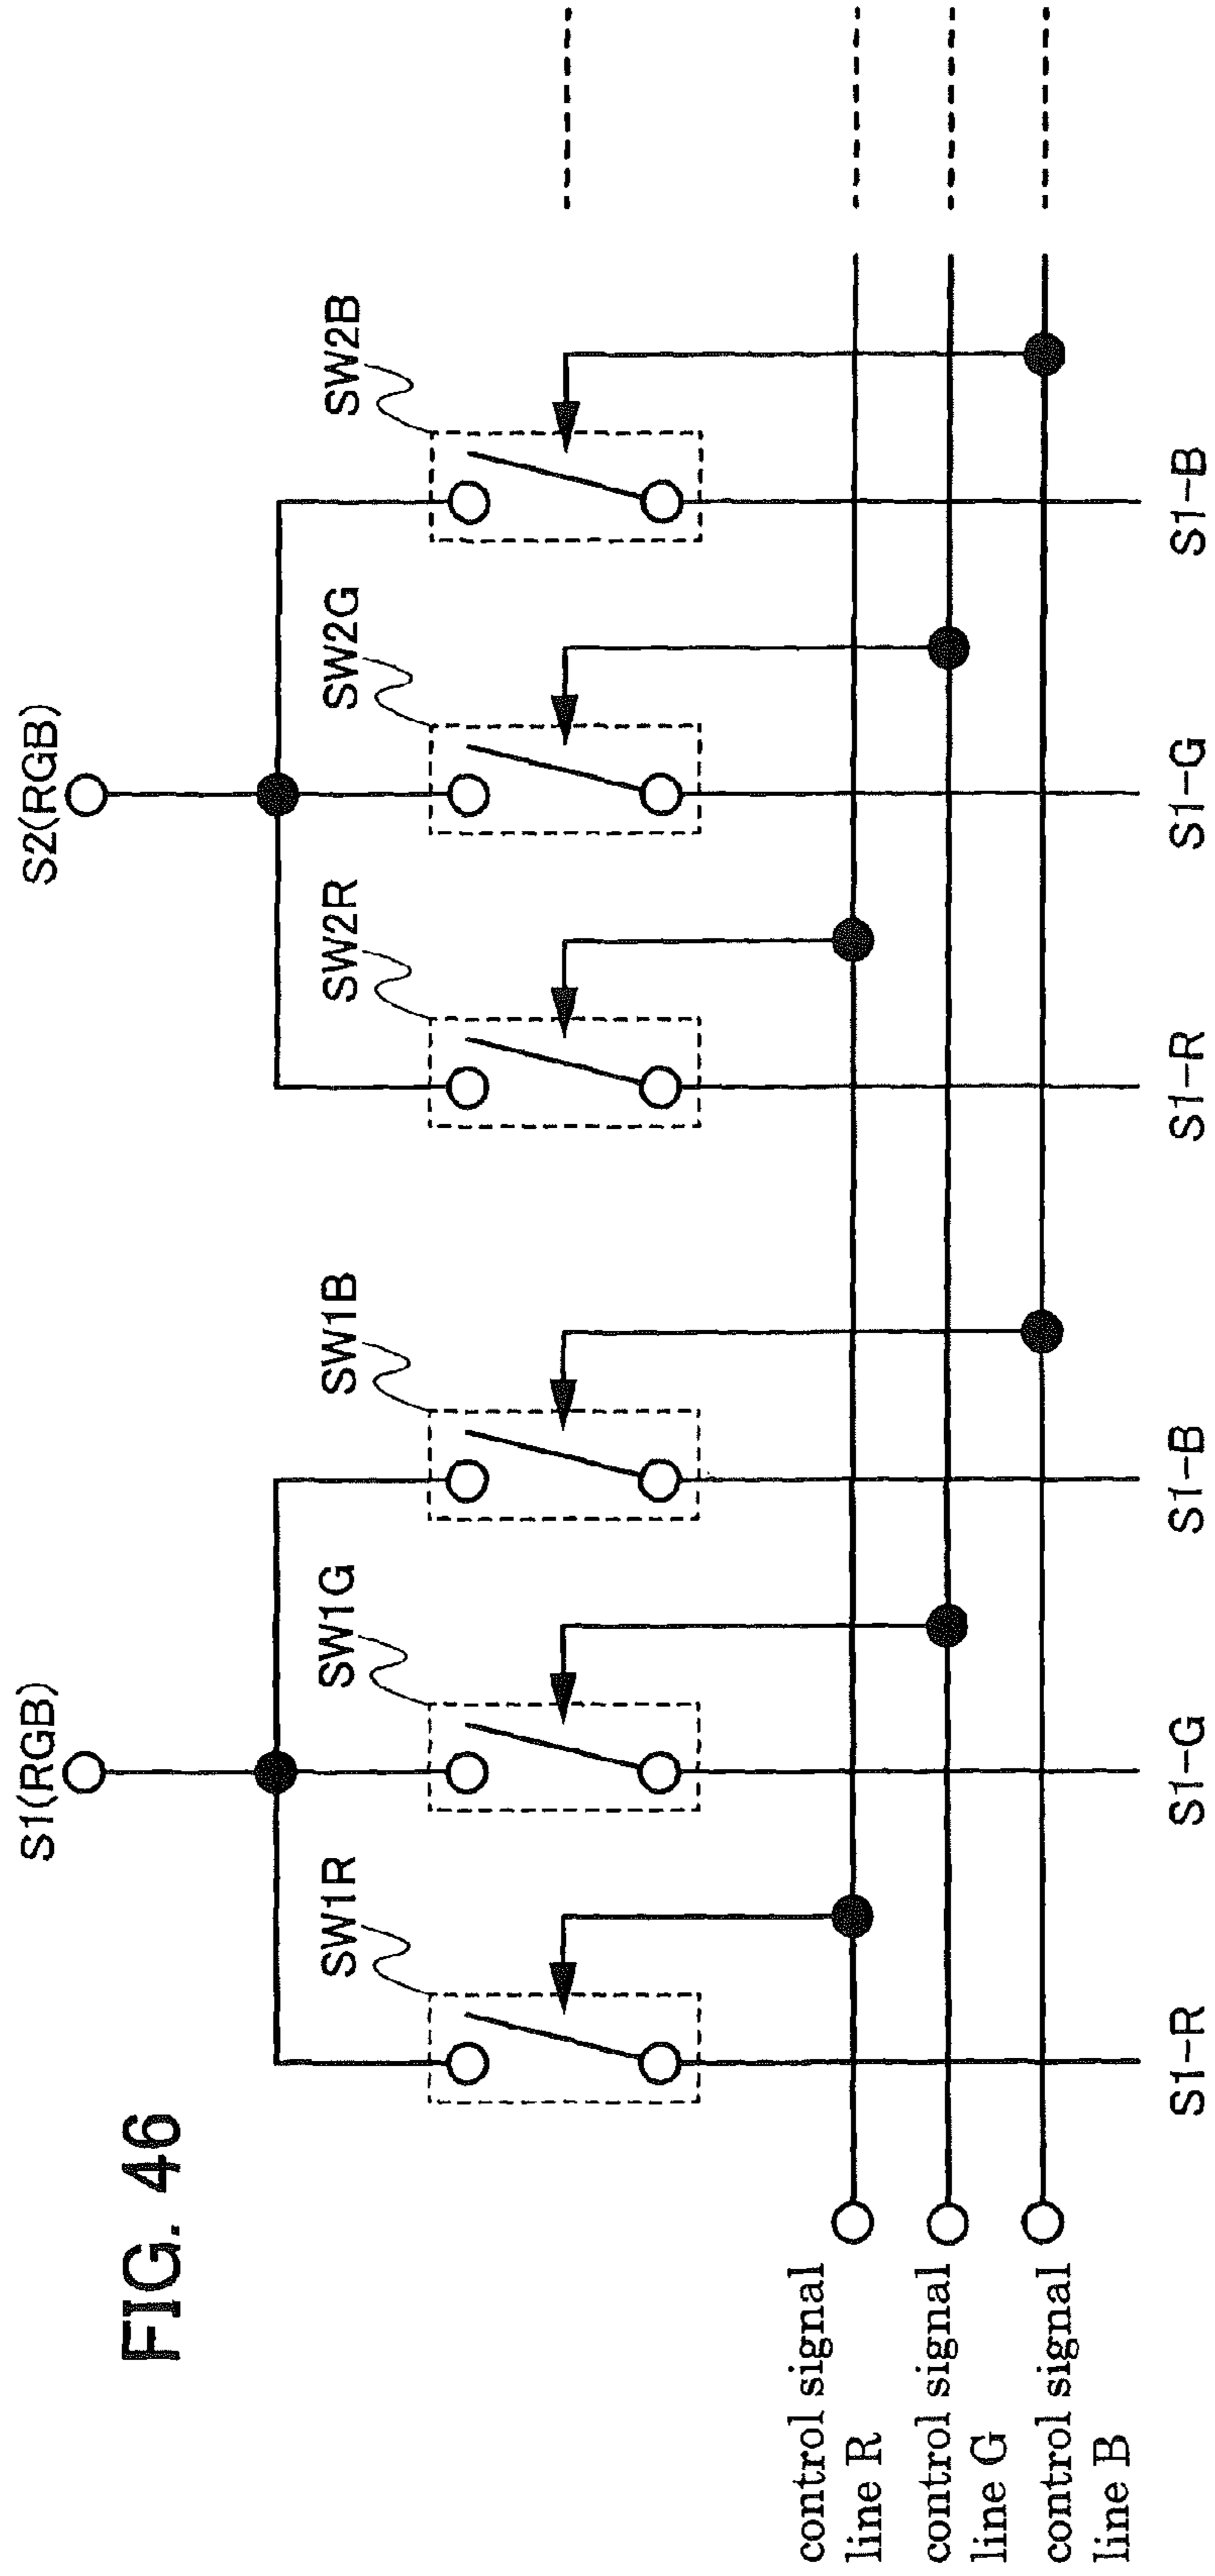 FIG. 46
S1(RGB)
S2(RGB)
SW1R
SW1G
SW1B
SW2R
SW2G
SW2B
control signal
line R
control signal
line G
control signal
line B
S1-R
S1-G
S1-B
S1-R
S1-G
S1-B